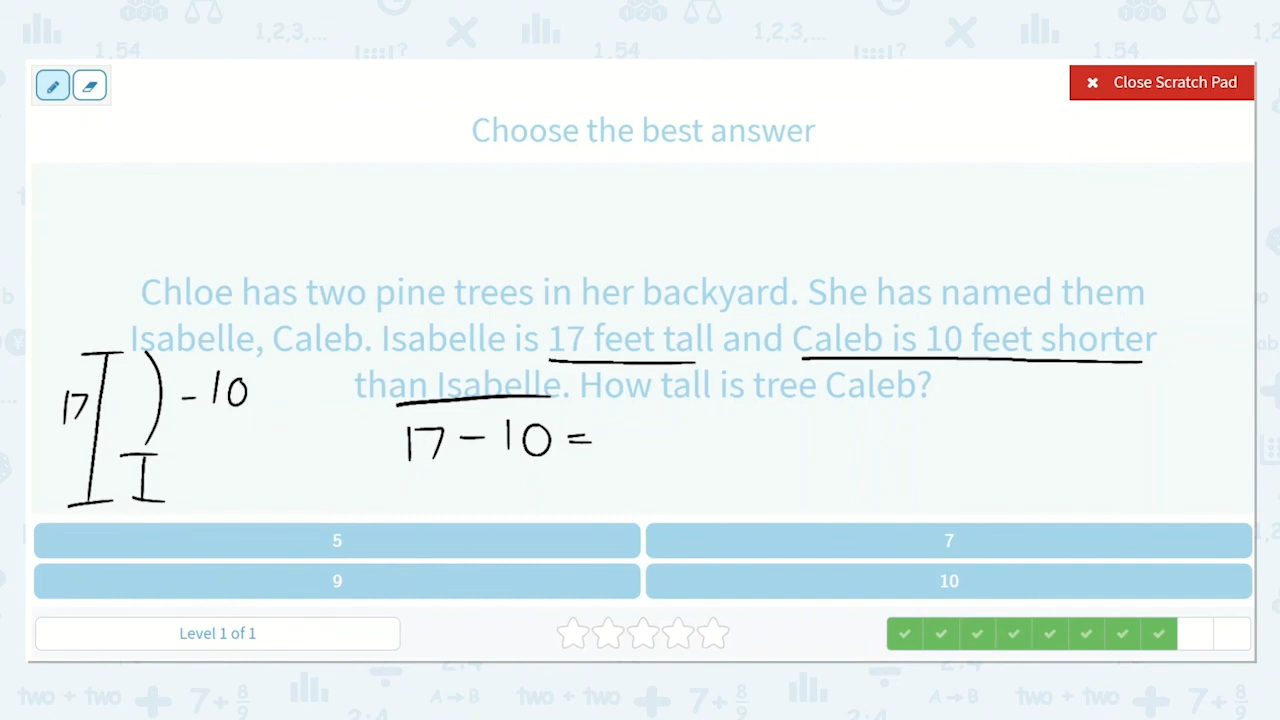 Close Scratch Pad
Choose the best answer
Chloe has two pine trees in her backyard. She has named them
Isabelle, Caleb. Isabelle is 17 feet tall and Caleb is 10 feet shorter
than Isabelle. How tall is tree Caleb?
17
- 10
17 - 10 =
5
7
9
10
Level 1 of 1